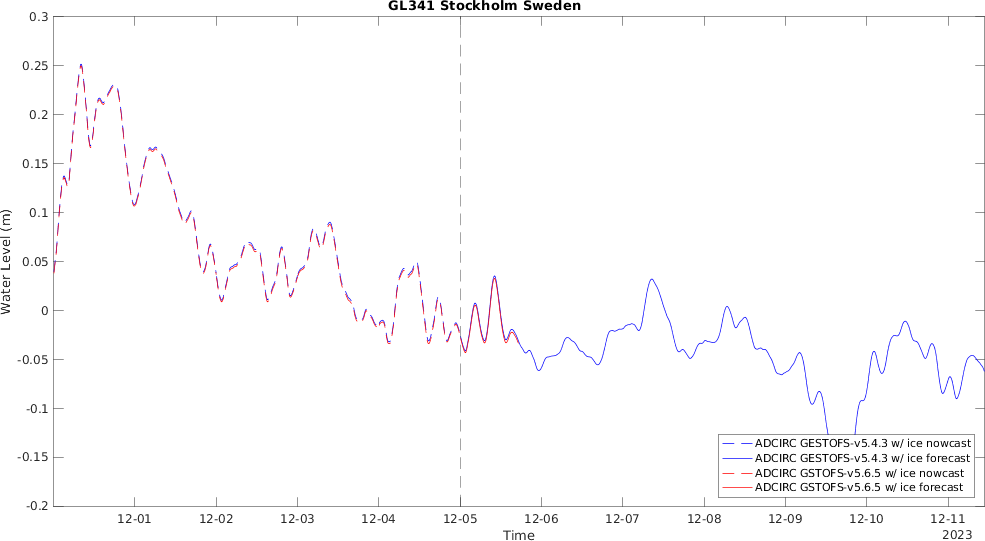 GL341 Stockholm Sweden
0.3
0.25
0.2
0.15
0.1
0.05
0
-0.05
-0.1
-0.15
-0.2
Water Level (m)
ADCIRC GESTOFS-v5.4.3 w/ ice nowcast
ADCIRC GESTOFS-v5.4.3 w/ ice forecast
ADCIRC GSTOFS-v5.6.5 w/ ice nowcast
ADCIRC GSTOFS-v5.6.5 w/ ice forecast
12-01 12-02 12-03 12-04 12-05 12-06 12-07 12-08 12-09 12-10 12-11
Time
2023